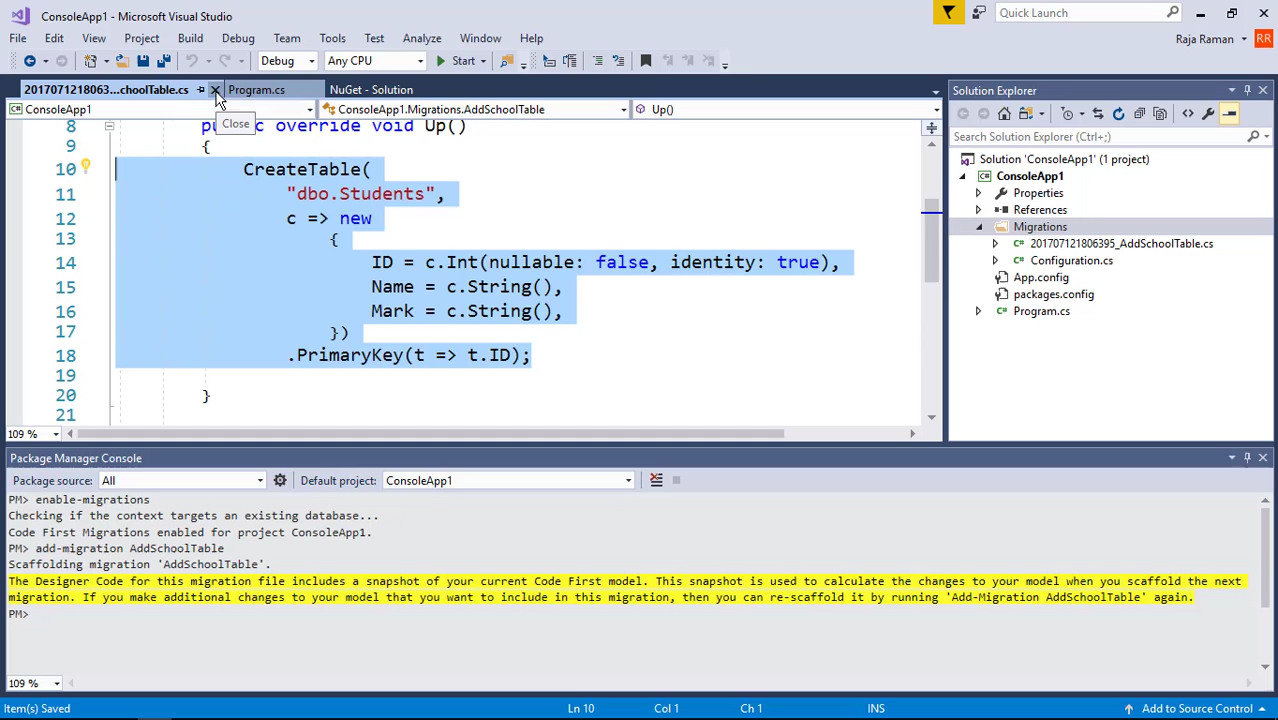 ConsoleApp1 - Microsoft Visual Studio
Quick Launch
File Edit View Project Build Debug Team Tools Test Analyze Window Help
Raja Raman RR
Debug Any CPU Start
2017071218063...choolTable.cs Program.cs NuGet - Solution
ConsoleApp1 ConsoleApp1.Migrations.AddSchoolTable Up()
Close
8 public override void Up()
9 {
10 CreateTable(
11 "dbo.Students",
12 c => new
13 {
14 ID = c.Int(nullable: false, identity: true),
15 Name = c.String(),
16 Mark = c.String(),
17 })
18 .PrimaryKey(t => t.ID);
19
20 }
21
109 %
Solution Explorer
Search Solution Explorer (Ctrl+;)
Solution 'ConsoleApp1' (1 project)
ConsoleApp1
Properties
References
Migrations
201707121806395_AddSchoolTable.cs
Configuration.cs
App.config
packages.config
Program.cs
Package Manager Console
Package source: All Default project: ConsoleApp1
PM> enable-migrations
Checking if the context targets an existing database...
Code First Migrations enabled for project ConsoleApp1.
PM> add-migration AddSchoolTable
Scaffolding migration 'AddSchoolTable'.
The Designer Code for this migration file includes a snapshot of your current Code First model. This snapshot is used to calculate the changes to your model when you scaffold the next
migration. If you make additional changes to your model that you want to include in this migration, then you can re-scaffold it by running 'Add-Migration AddSchoolTable' again.
PM>
109 %
Item(s) Saved Ln 10 Col 1 Ch 1 INS Add to Source Control